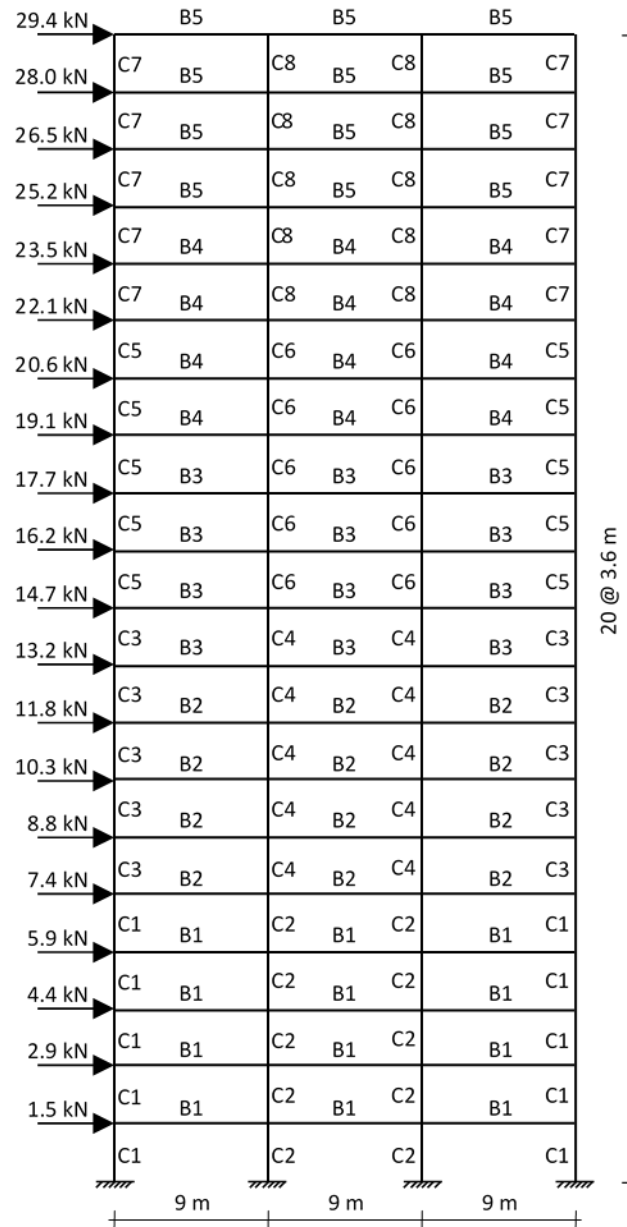 29.4 kN B5 B5 B5
C7 C8 C8 C7
28.0 kN B5 B5 B5
C7 C8 C8 C7
26.5 kN B5 B5 B5
C7 C8 C8 C7
25.2 kN B5 B5 B5
C7 C8 C8 C7
23.5 kN B4 B4 B4
C7 C8 C8 C7
22.1 kN B4 B4 B4
C5 C6 C6 C5
20.6 kN B4 B4 B4
C5 C6 C6 C5
19.1 kN B4 B4 B4
C5 C6 C6 C5
17.7 kN B3 B3 B3
C5 C6 C6 C5
16.2 kN B3 B3 B3
C5 C6 C6 C5
14.7 kN B3 B3 B3
C3 C4 C4 C3
13.2 kN B3 B3 B3
C3 C4 C4 C3
11.8 kN B2 B2 B2
C3 C4 C4 C3
10.3 kN B2 B2 B2
C3 C4 C4 C3
8.8 kN B2 B2 B2
C3 C4 C4 C3
7.4 kN B2 B2 B2
C1 C2 C2 C1
5.9 kN B1 B1 B1
C1 C2 C2 C1
4.4 kN B1 B1 B1
C1 C2 C2 C1
2.9 kN B1 B1 B1
C1 C2 C2 C1
1.5 kN B1 B1 B1
C1 C2 C2 C1
9 m 9 m 9 m
20 @ 3.6 m